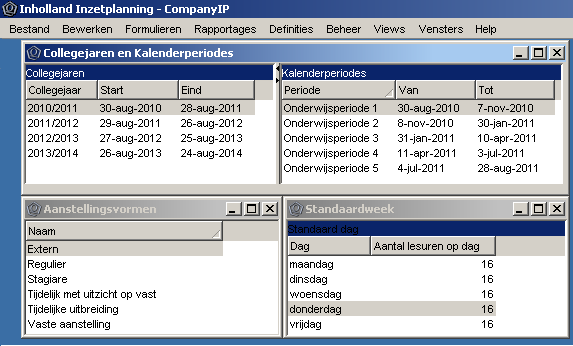 Inholland Inzetplanning - CompanyIP
Bestand Bewerken Formulieren Rapportages Definities Beheer Views Vensters Help
Collegejaren en Kalenderperiodes
Collegejaren
Collegejaar Start Eind
2010/2011 30-aug-2010 28-aug-2011
2011/2012 29-aug-2011 26-aug-2012
2012/2013 27-aug-2012 25-aug-2013
2013/2014 26-aug-2013 24-aug-2014
Kalenderperiodes
Periode Van Tot
Onderwijsperiode 1 30-aug-2010 7-nov-2010
Onderwijsperiode 2 8-nov-2010 30-jan-2011
Onderwijsperiode 3 31-jan-2011 10-apr-2011
Onderwijsperiode 4 11-apr-2011 3-jul-2011
Onderwijsperiode 5 4-jul-2011 28-aug-2011
Aanstellingsvormen
Naam
Extern
Regulier
Stagiare
Tijdelijk met uitzicht op vast
Tijdelijke uitbreiding
Vaste aanstelling
Standaardweek
Standaard dag
Dag Aantal lesuren op dag
maandag 16
dinsdag 16
woensdag 16
donderdag 16
vrijdag 16